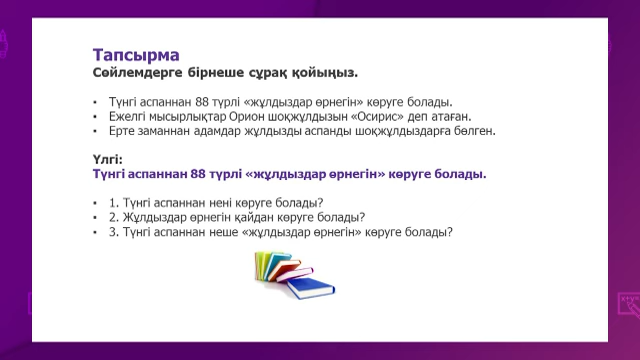 Тапсырма
Сөйлемдерге бірнеше сұрақ қойыңыз.
• Түнгі аспаннан 88 түрлі «жұлдыздар өрнегін» көруге болады.
• Ежелгі мысырлықтар Орион шоқжұлдызын «Осирис» деп атаған.
• Ерте заманнан адамдар жұлдызды аспанды шоқжұлдыздарға бөлген.
Үлгі:
Түнгі аспаннан 88 түрлі «жұлдыздар өрнегін» көруге болады.
• 1. Түнгі аспаннан нені көруге болады?
• 2. Жұлдыздар өрнегін қайдан көруге болады?
• 3. Түнгі аспаннан неше «жұлдыздар өрнегін» көруге болады?